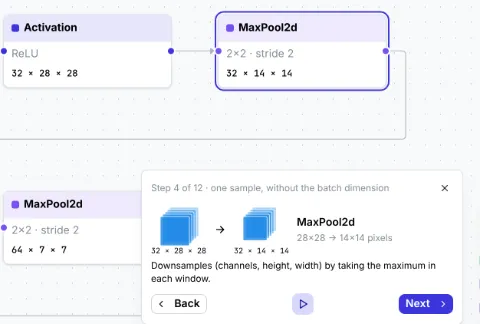 Activation
ReLU
32 × 28 × 28
MaxPool2d
2×2 · stride 2
32 × 14 × 14
MaxPool2d
2×2 · stride 2
64 × 7 × 7
Step 4 of 12 · one sample, without the batch dimension
32 × 28 × 28
32 × 14 × 14
MaxPool2d
28×28 → 14×14 pixels
Downsamples (channels, height, width) by taking the maximum in
each window.
Back
Next